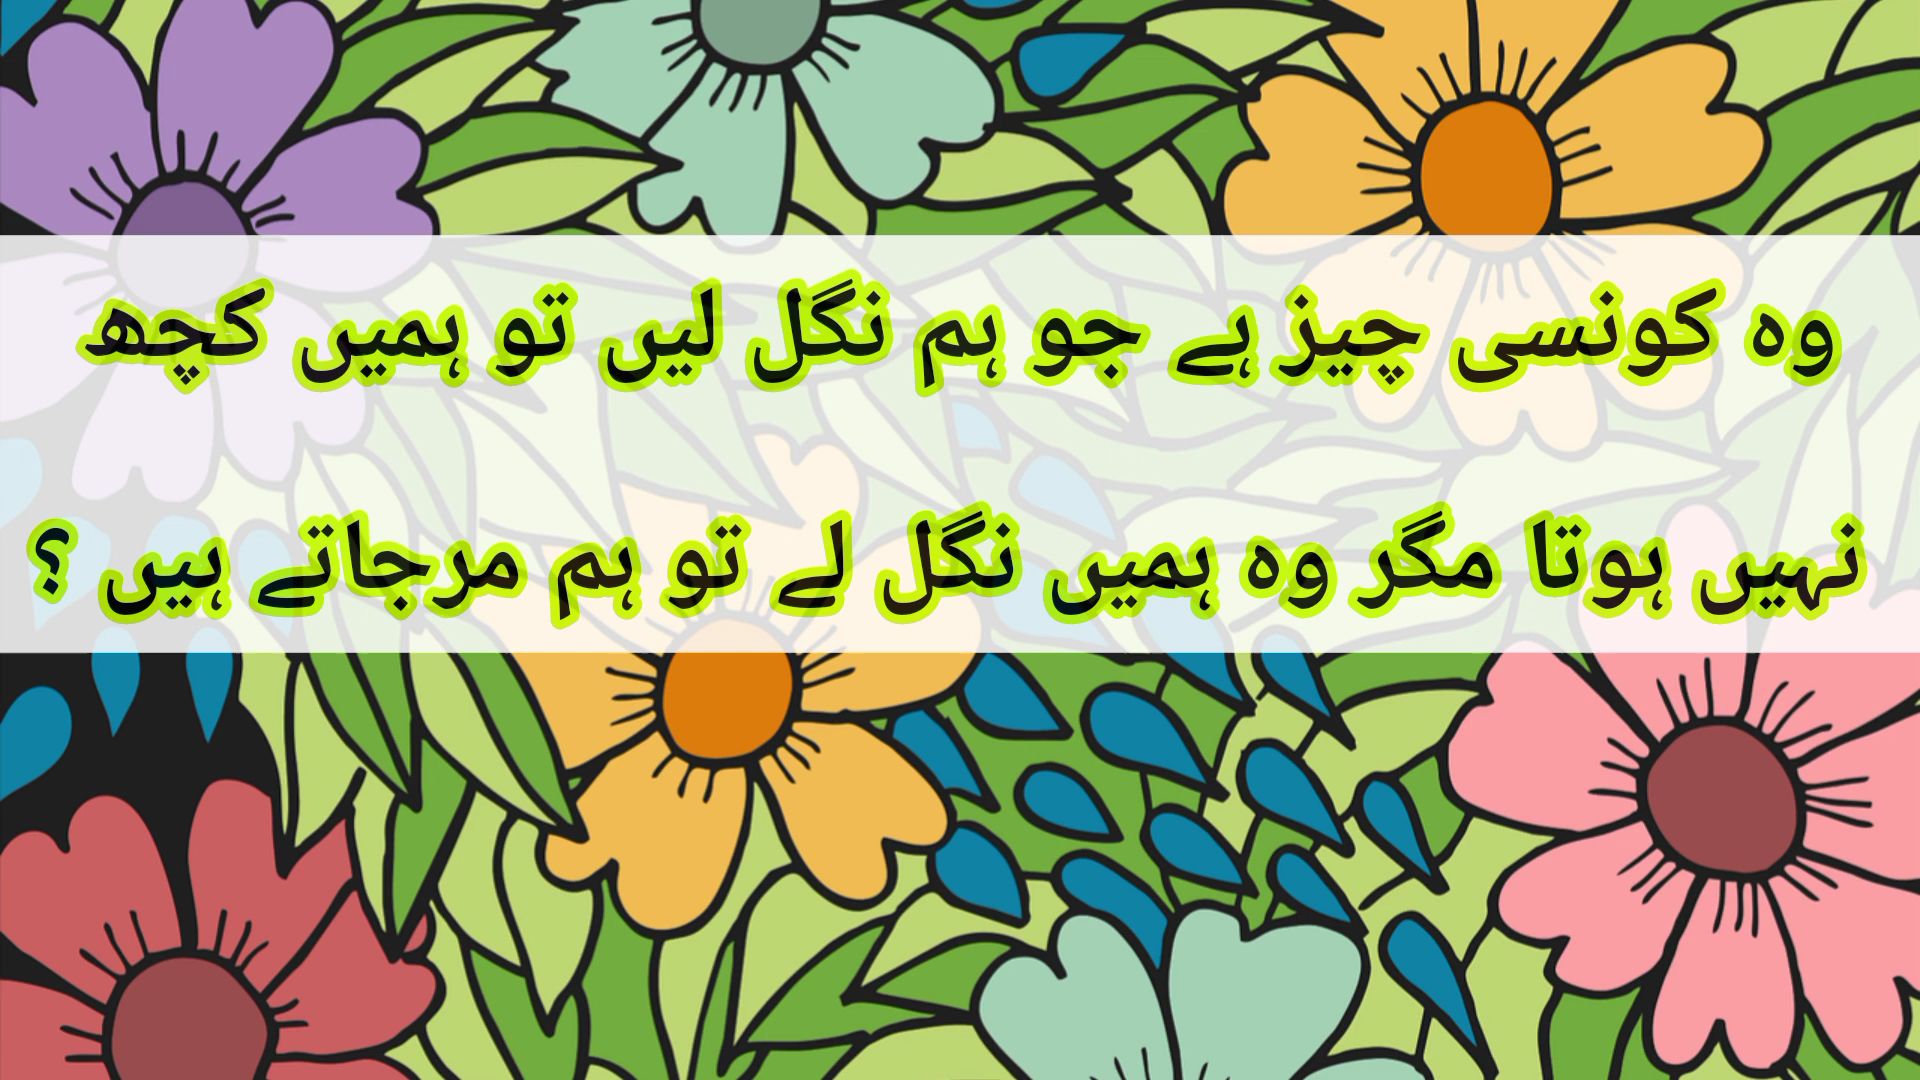 وہ کونسی چیز ہے جو ہم نگل لیں تو ہمیں کچھ
نہیں ہوتا مگر وہ ہمیں نگل لے تو ہم مرجاتے ہیں ؟